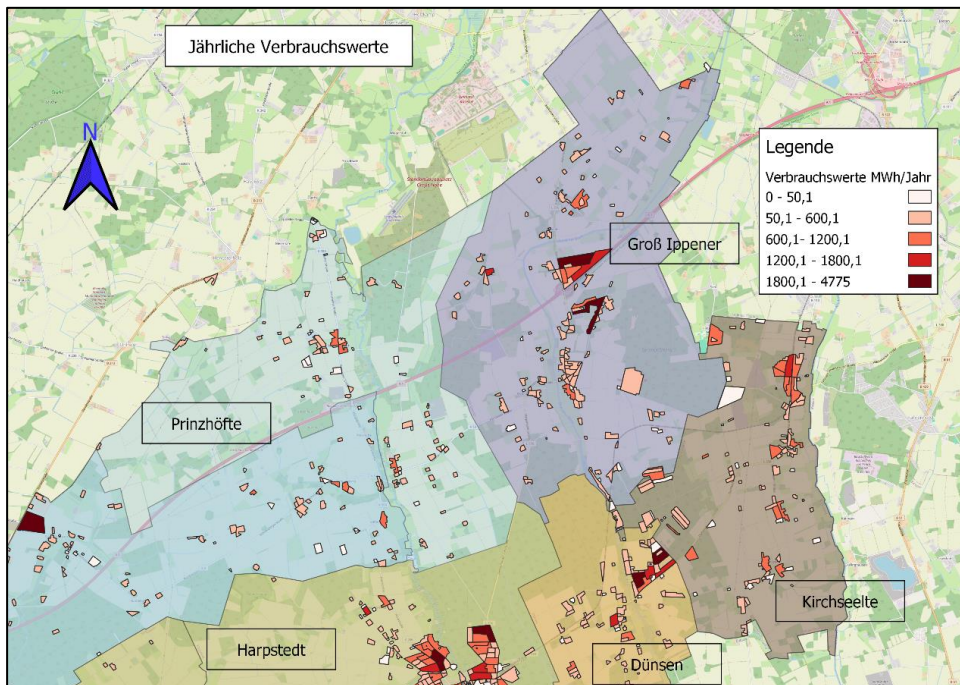 Jährliche Verbrauchswerte
N
Legende
Verbrauchswerte MWh/Jahr
0 - 50,1
50,1 - 600,1
600,1- 1200,1
1200,1 - 1800,1
1800,1 - 4775
Groß Ippener
Prinzhöfte
Kirchseelte
Harpstedt
Dünsen